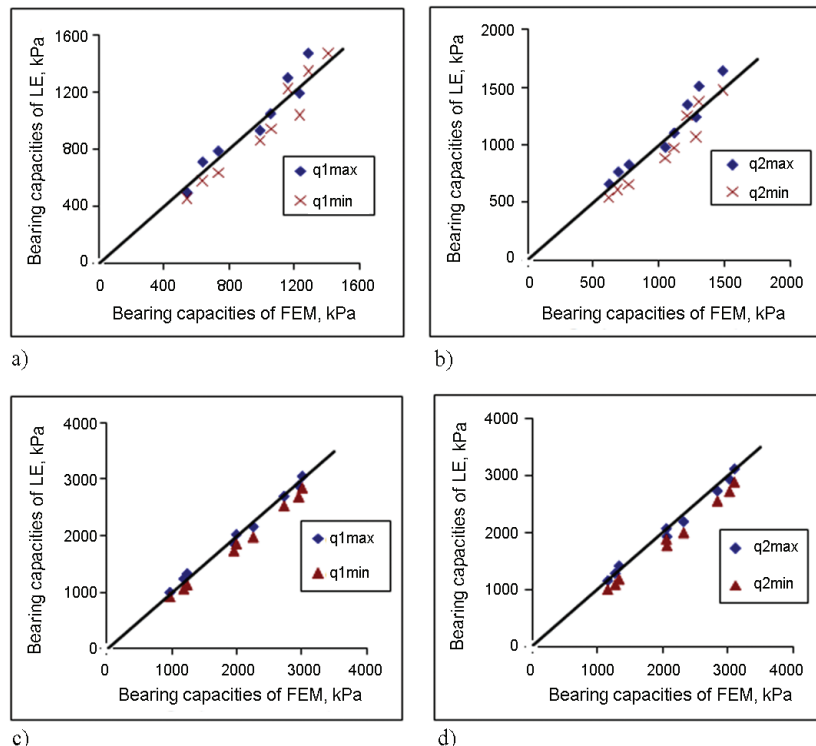 1600
1200
800
400
0
0
400
800
1200
1600
Bearing capacities of LE, kPa
Bearing capacities of FEM, kPa
q1max
q1min
a)
2000
1500
1000
500
0
0
500
1000
1500
2000
Bearing capacities of LE, kPa
Bearing capacities of FEM, kPa
q2max
q2min
b)
4000
3000
2000
1000
0
0
1000
2000
3000
4000
Bearing capacities of LE, kPa
Bearing capacities of FEM, kPa
q1max
q1min
c)
4000
3000
2000
1000
0
0
1000
2000
3000
4000
Bearing capacities of LE, kPa
Bearing capacities of FEM, kPa
q2max
q2min
d)